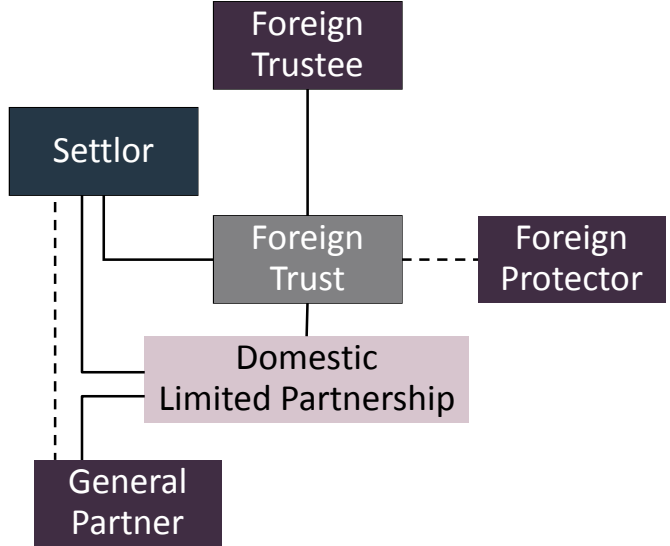 Foreign
Trustee
Settlor
Foreign
Trust
Foreign
Protector
Domestic
Limited Partnership
General
Partner